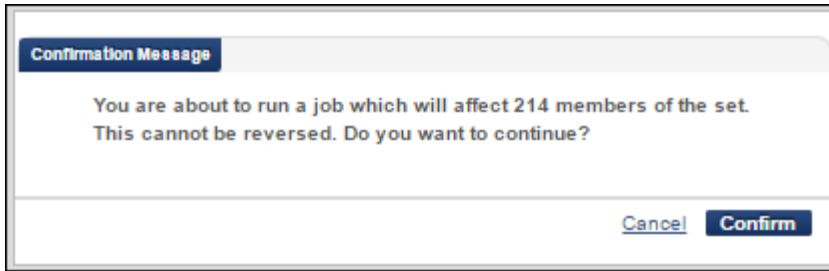 Confirmation Message
You are about to run a job which will affect 214 members of the set.
This cannot be reversed. Do you want to continue?
Cancel Confirm